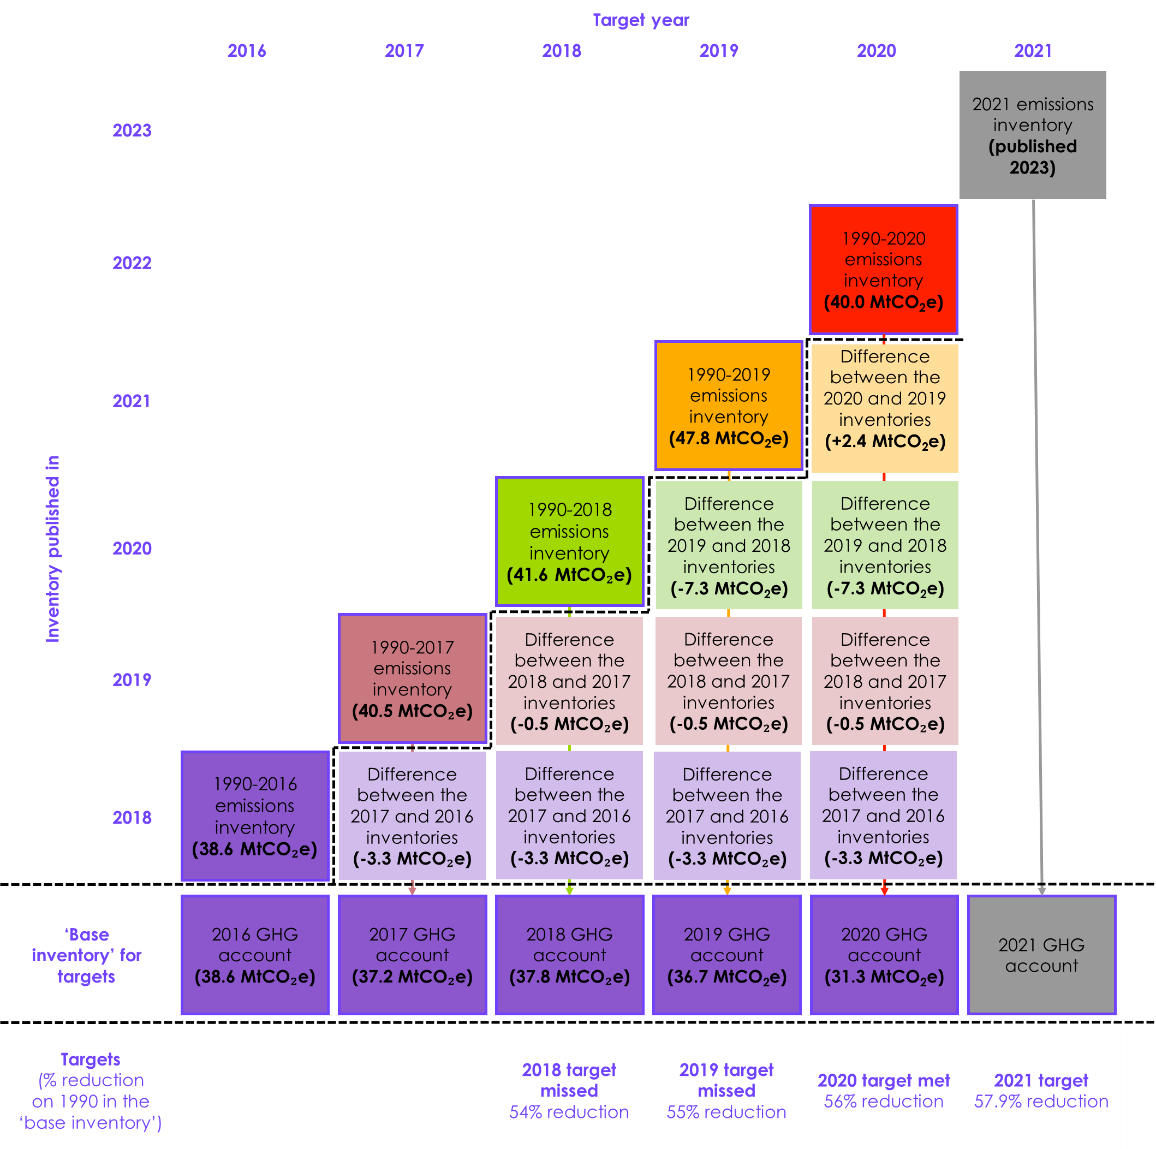 Target year
2016
2017
2018
2019
2020
2021
2023
2021 emissions
inventory
(published
2023)
2022
1990-2020
emissions
inventory
(40.0 MtCO₂e)
Inventory published in
2021
1990-2019
emissions
inventory
(47.8 MtCO₂e)
Difference
between the
2020 and 2019
inventories
(+2.4 MtCO₂e)
2020
1990-2018
emissions
inventory
(41.6 MtCO₂e)
Difference
between the
2019 and 2018
inventories
(-7.3 MtCO₂e)
Difference
between the
2019 and 2018
inventories
(-7.3 MtCO₂e)
2019
1990-2017
emissions
inventory
(40.5 MtCO₂e)
Difference
between the
2018 and 2017
inventories
(-0.5 MtCO₂e)
Difference
between the
2018 and 2017
inventories
(-0.5 MtCO₂e)
Difference
between the
2018 and 2017
inventories
(-0.5 MtCO₂e)
2018
1990-2016
emissions
inventory
(38.6 MtCO₂e)
Difference
between the
2017 and 2016
inventories
(-3.3 MtCO₂e)
Difference
between the
2017 and 2016
inventories
(-3.3 MtCO₂e)
Difference
between the
2017 and 2016
inventories
(-3.3 MtCO₂e)
Difference
between the
2017 and 2016
inventories
(-3.3 MtCO₂e)
‘Base
inventory’ for
targets
2016 GHG
account
(38.6 MtCO₂e)
2017 GHG
account
(37.2 MtCO₂e)
2018 GHG
account
(37.8 MtCO₂e)
2019 GHG
account
(36.7 MtCO₂e)
2020 GHG
account
(31.3 MtCO₂e)
2021 GHG
account
Targets
(% reduction
on 1990 in the
‘base inventory’)
2018 target
missed
54% reduction
2019 target
missed
55% reduction
2020 target met
56% reduction
2021 target
57.9% reduction